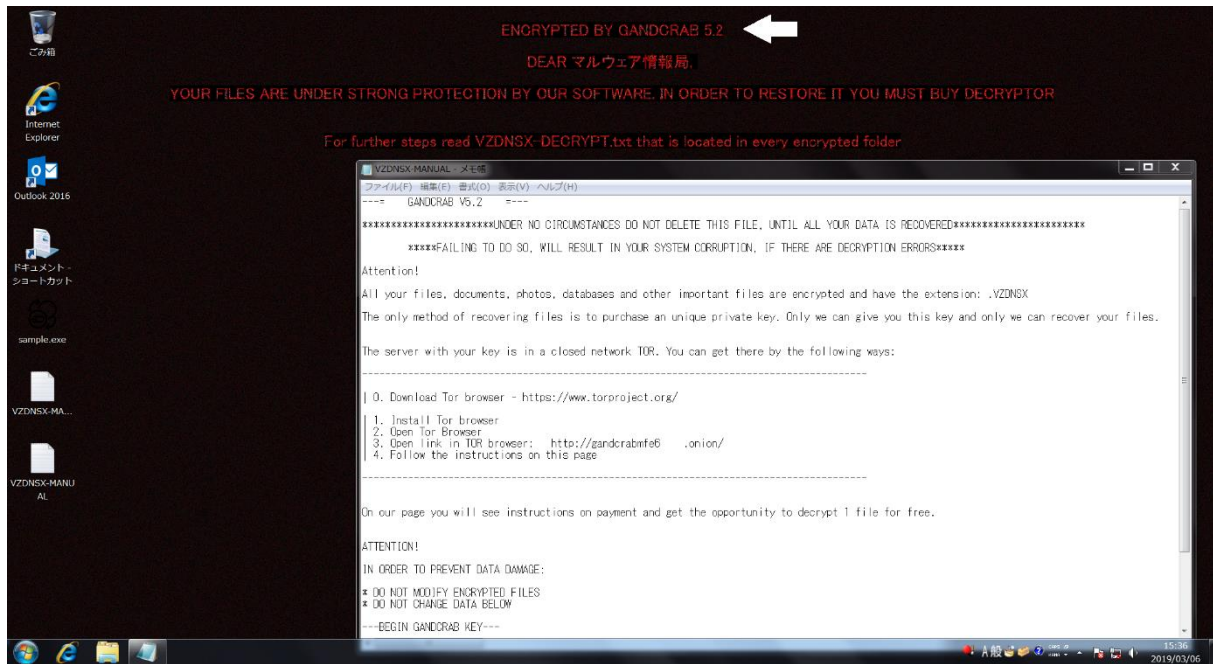 ごみ箱
Internet
Explorer
Outlook 2016
ドキュメント -
ショートカット
sample.exe
VZDNSX-MA...
VZDNSX-MANU
AL
ENCRYPTED BY GANDCRAB 5.2
DEAR マルウェア情報局,
YOUR FILES ARE UNDER STRONG PROTECTION BY OUR SOFTWARE. IN ORDER TO RESTORE IT YOU MUST BUY DECRYPTOR
For further steps read VZDNSX-DECRYPT.txt that is located in every encrypted folder
VZDNSX-MANUAL - メモ帳
ファイル(F) 編集(E) 書式(O) 表示(V) ヘルプ(H)
---= GANDCRAB V5.2 =---
***********************UNDER NO CIRCUMSTANCES DO NOT DELETE THIS FILE, UNTIL ALL YOUR DATA IS RECOVERED***********************
*****FAILING TO DO SO, WILL RESULT IN YOUR SYSTEM CORRUPTION, IF THERE ARE DECRYPTION ERRORS*****
Attention!
All your files, documents, photos, databases and other important files are encrypted and have the extension: .VZDNSX
The only method of recovering files is to purchase an unique private key. Only we can give you this key and only we can recover your files.
The server with your key is in a closed network TOR. You can get there by the following ways:
----------------------------------------------------------------------------------------
| 0. Download Tor browser - https://www.torproject.org/
| 1. Install Tor browser
| 2. Open Tor Browser
| 3. Open link in TOR browser: http://gandcrabmfe6 .onion/
| 4. Follow the instructions on this page
----------------------------------------------------------------------------------------
On our page you will see instructions on payment and get the opportunity to decrypt 1 file for free.
ATTENTION!
IN ORDER TO PREVENT DATA DAMAGE:
* DO NOT MODIFY ENCRYPTED FILES
* DO NOT CHANGE DATA BELOW
---BEGIN GANDCRAB KEY---
A 般
15:36
2019/03/06